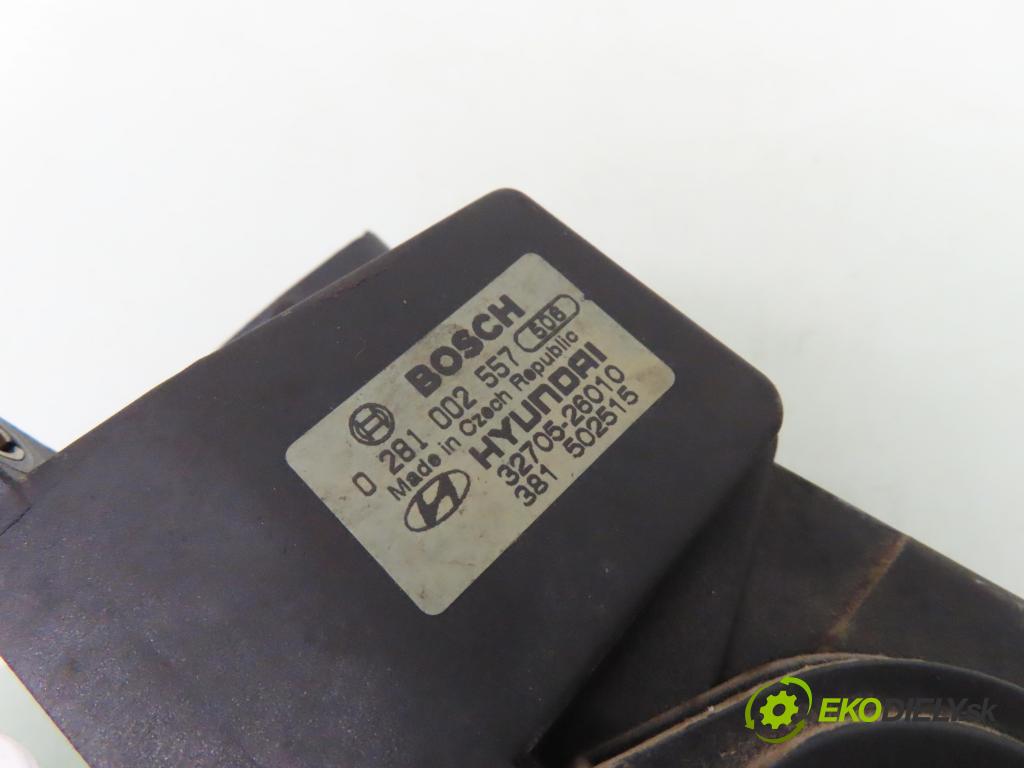 BOSCH
0 281 002 557 506
Made in Czech Republic
HYUNDAI
32705-26010
381 502515
EKODIELY.sk